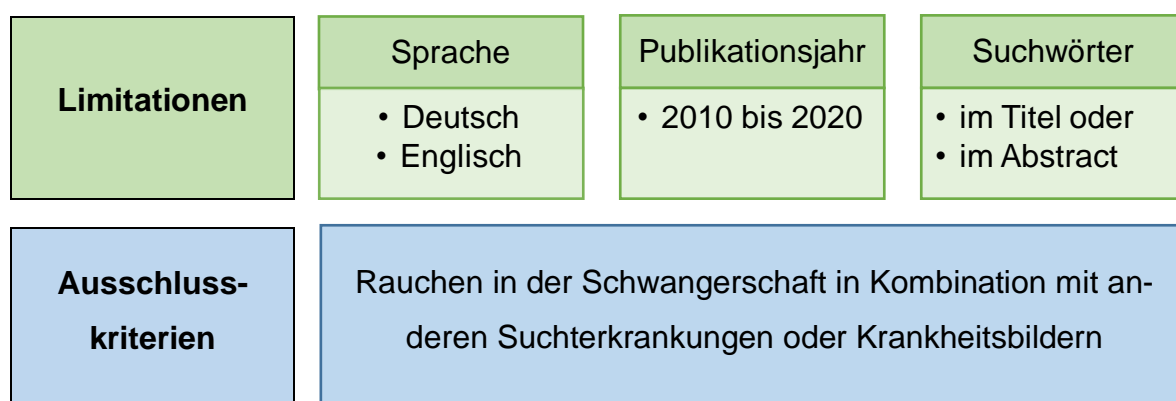 Limitationen
Sprache
• Deutsch
• Englisch
Publikationsjahr
• 2010 bis 2020
Suchwörter
• im Titel oder
• im Abstract
Ausschluss-
kriterien
Rauchen in der Schwangerschaft in Kombination mit an-
deren Suchterkrankungen oder Krankheitsbildern